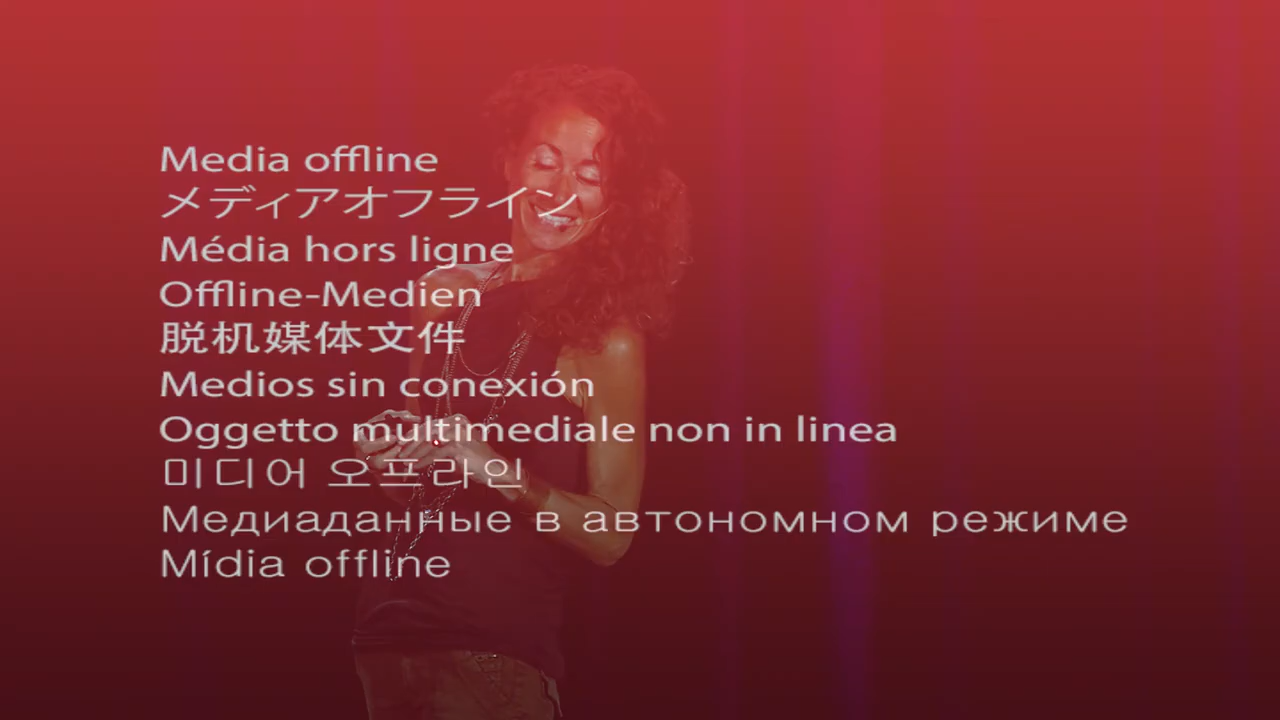 Media offline
メディアオフライン
Média hors ligne
Offline-Medien
脱机媒体文件
Medios sin conexión
Oggetto multimediale non in linea
미디어 오프라인
Медиаданные в автономном режиме
Mídia offline